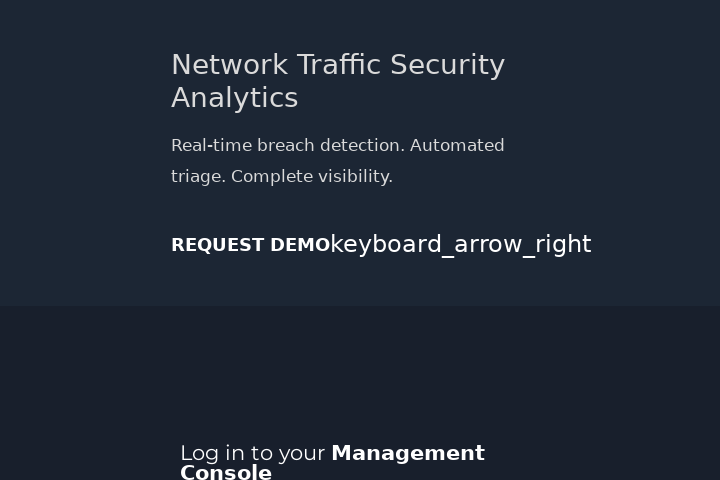 Network Traffic Security
Analytics
Real-time breach detection. Automated
triage. Complete visibility.
REQUEST DEMOkeyboard_arrow_right
Log in to your Management
Console